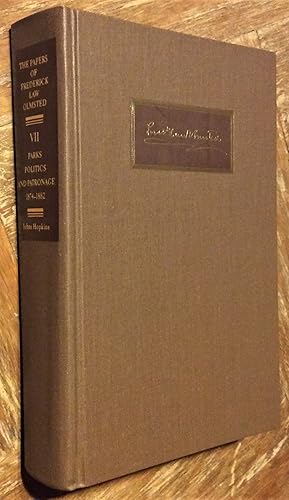 THE PAPERS
OF
FREDERICK
LAW
OLMSTED
VII
PARKS
POLITICS
AND PATRONAGE
1874-1882
Johns Hopkins